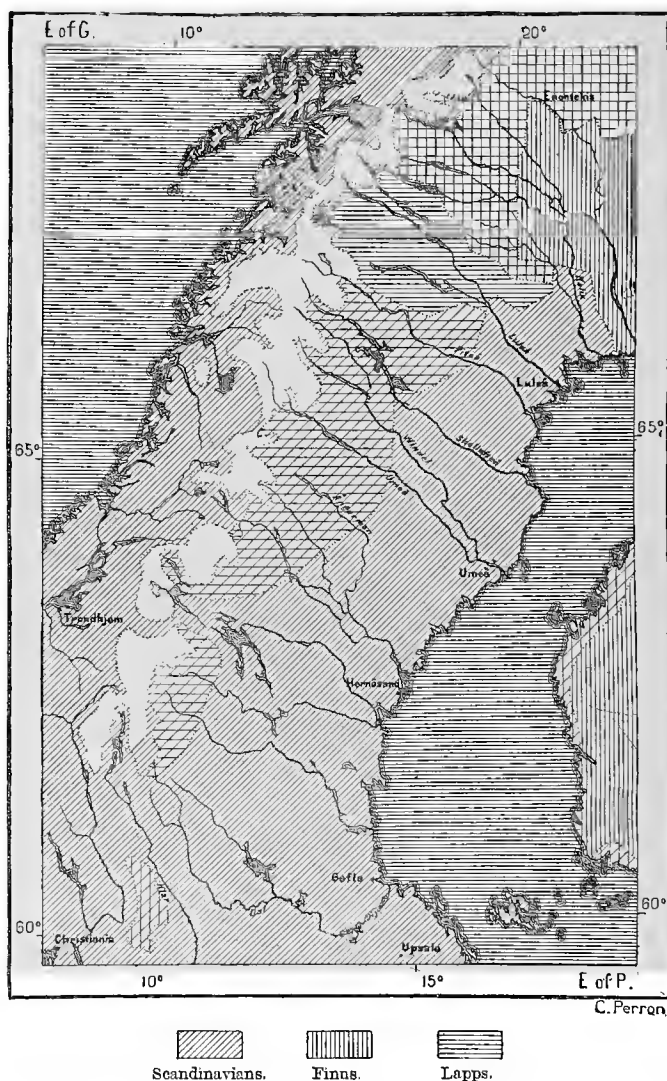 E of G. 10° 20°
Enontekis
Luleå
65° 65°
Umeå
Trondhjem
Hernösand
Gefle
60° 60°
Christiania
Upsala
10° 15° E of P.
C. Perron
Scandinavians. Finns. Lapps.